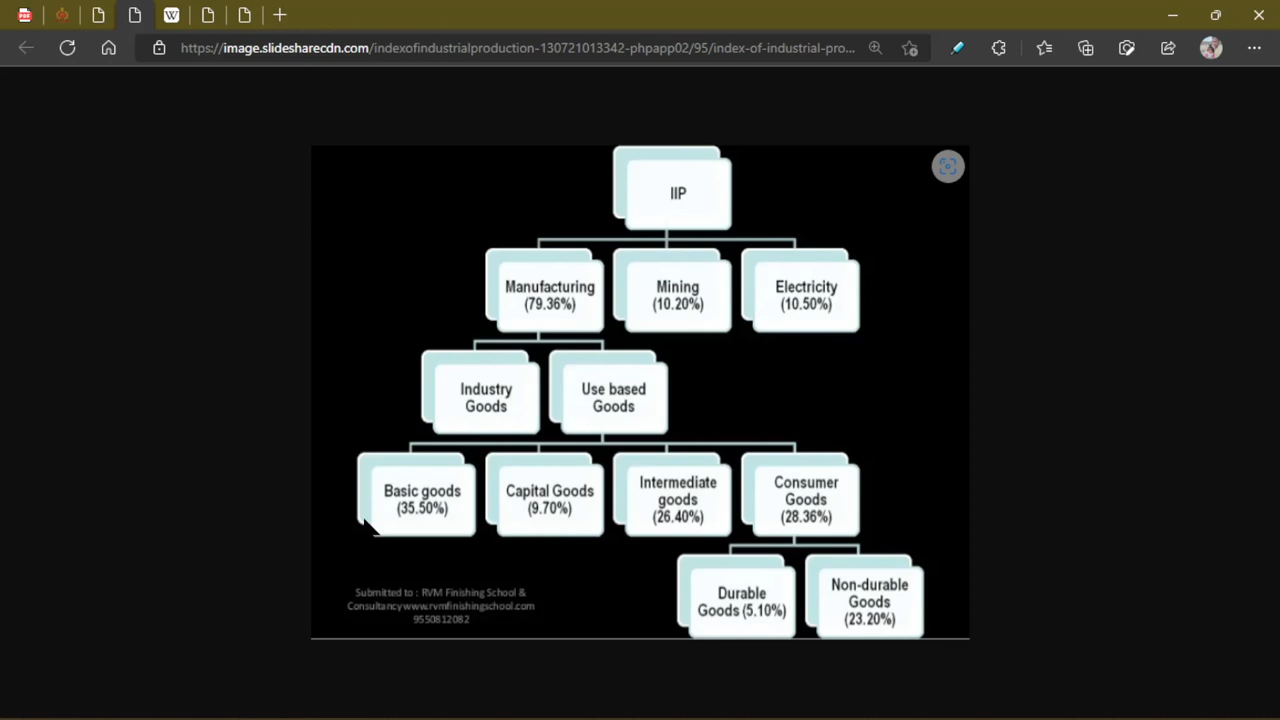 https://image.slidesharecdn.com/indexofindustrialproduction-130721013342-phpapp02/95/index-of-industrial-pro...
IIP
Manufacturing
(79.36%)
Mining
(10.20%)
Electricity
(10.50%)
Industry
Goods
Use based
Goods
Basic goods
(35.50%)
Capital Goods
(9.70%)
Intermediate
goods
(26.40%)
Consumer
Goods
(28.36%)
Durable
Goods (5.10%)
Non-durable
Goods
(23.20%)
Submitted to : RVM Finishing School &
Consultancy www.rvmfinishingschool.com
9550812082